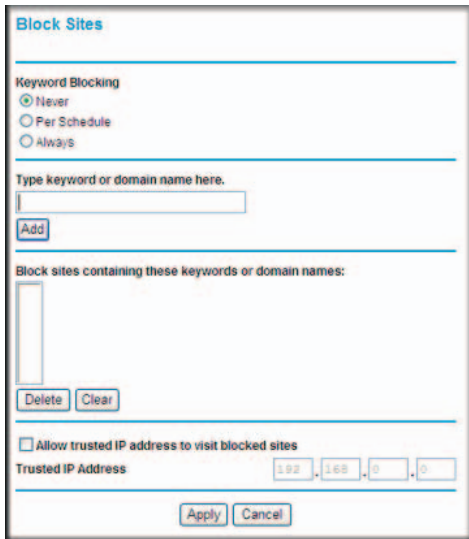 Block Sites
Keyword Blocking
Never
Per Schedule
Always
Type keyword or domain name here.
Add
Block sites containing these keywords or domain names:
Delete Clear
Allow trusted IP address to visit blocked sites
Trusted IP Address 192 . 168 . 0 . 0
Apply Cancel